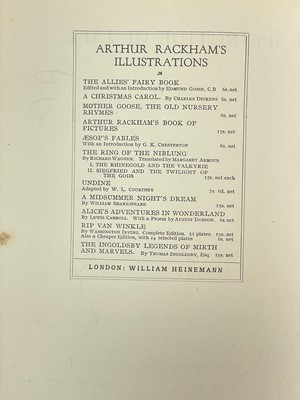 ARTHUR RACKHAM'S
ILLUSTRATIONS
THE ALLIES' FAIRY BOOK
Edited and with an Introduction by EDMUND GOSSE, C.B 6s. net
A CHRISTMAS CAROL. By CHARLES DICKENS 6s. net
MOTHER GOOSE, THE OLD NURSERY
RHYMES 6s. net
ARTHUR RACKHAM'S BOOK OF
PICTURES 15s. net
ÆSOP'S FABLES
With an Introduction by G. K. CHESTERTON 6s. net
THE RING OF THE NIBLUNG
By RICHARD WAGNER. Translated by MARGARET ARMOUR
I. THE RHINEGOLD AND THE VALKYRIE
II. SIEGFRIED AND THE TWILIGHT OF
THE GODS 15s. net each
UNDINE
Adapted by W. L. COURTNEY 7s. 6d. net
A MIDSUMMER NIGHT'S DREAM
By WILLIAM SHAKESPEARE 15s. net
ALICE'S ADVENTURES IN WONDERLAND
By LEWIS CARROLL. With a Poem by AUSTIN DOBSON. 6s. net
RIP VAN WINKLE
By WASHINGTON IRVING. Complete Edition. 51 plates. 15s. net
Also a Cheaper Edition, with 24 selected plates 6s. net
THE INGOLDSBY LEGENDS OF MIRTH
AND MARVELS. By THOMAS INGOLDSBY, ESQ. 15s. net
LONDON: WILLIAM HEINEMANN